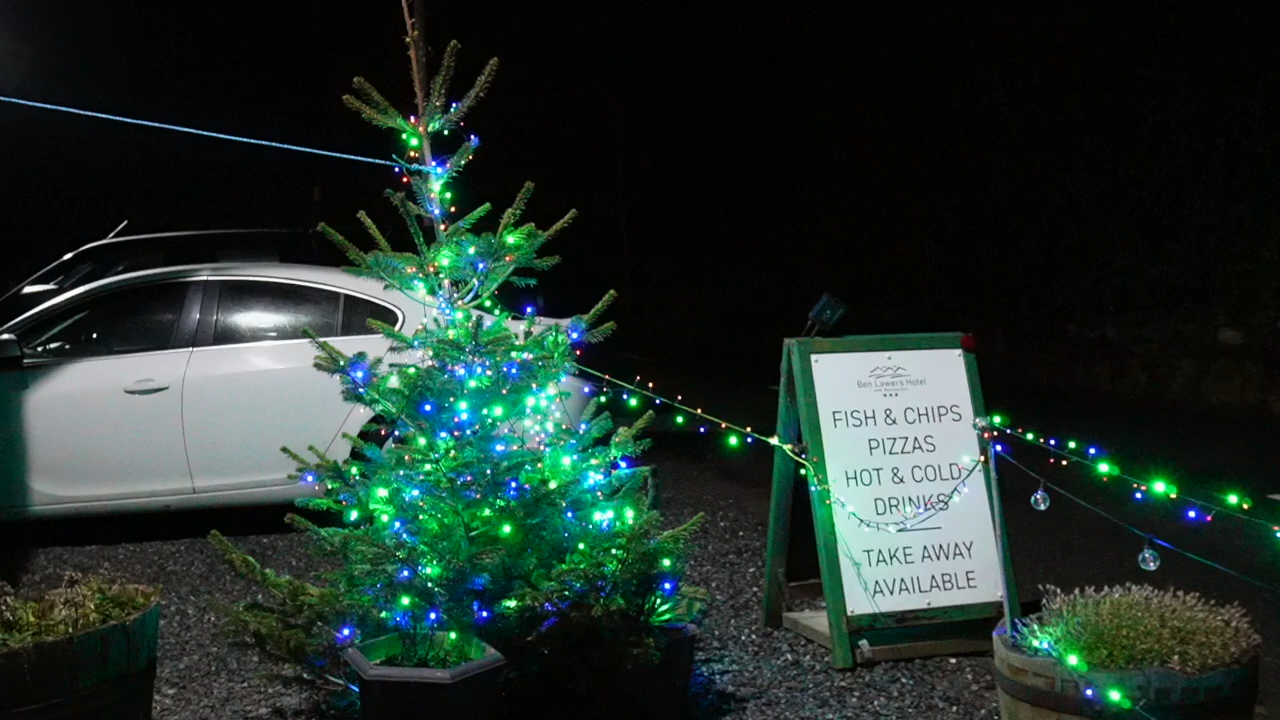 Ben Lawers Hotel
FISH & CHIPS
PIZZAS
HOT & COLD
DRINKS
TAKE AWAY
AVAILABLE